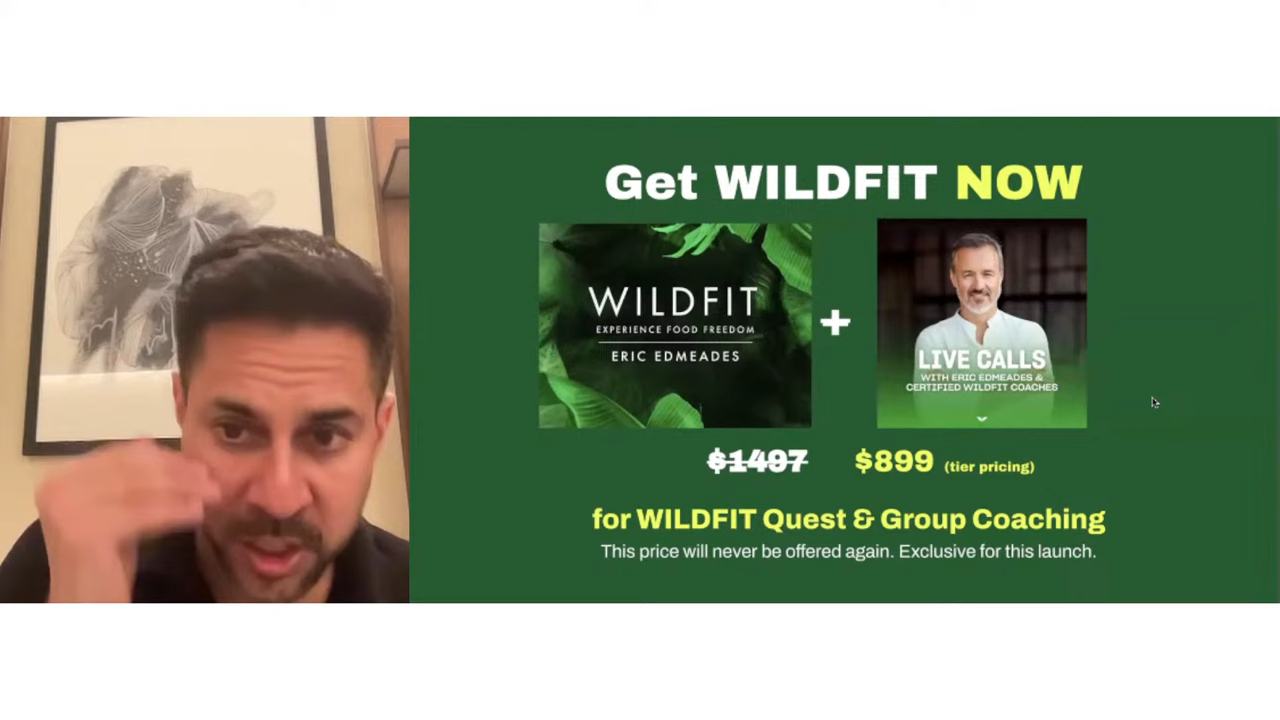 Get WILDFIT NOW
WILDFIT
EXPERIENCE FOOD FREEDOM
ERIC EDMEADES
+
LIVE CALLS
WITH ERIC EDMEADES &
CERTIFIED WILDFIT COACHES
$1497 $899 (tier pricing)
for WILDFIT Quest & Group Coaching
This price will never be offered again. Exclusive for this launch.